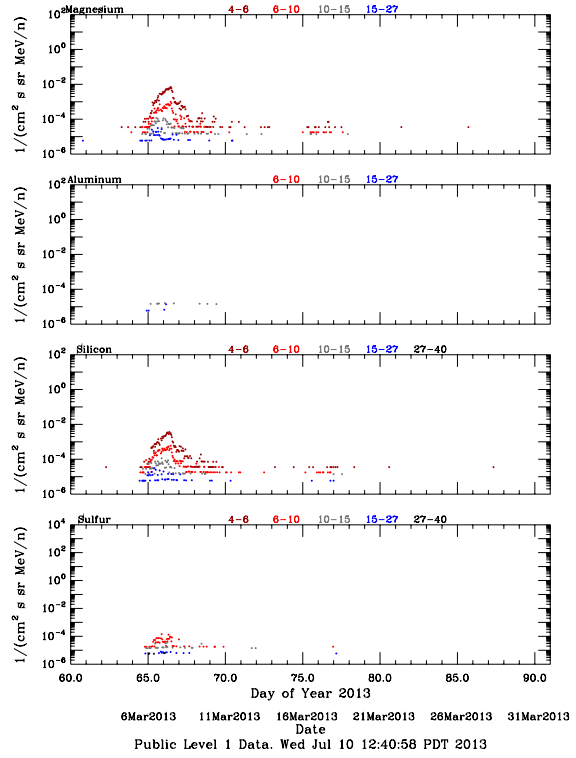 Magnesium 4-6 6-10 10-15 15-27
10²
10⁰
10⁻²
10⁻⁴
10⁻⁶
1/(cm² s sr MeV/n)
Aluminum 6-10 10-15 15-27
10²
10⁰
10⁻²
10⁻⁴
10⁻⁶
1/(cm² s sr MeV/n)
Silicon 4-6 6-10 10-15 15-27 27-40
10²
10⁰
10⁻²
10⁻⁴
10⁻⁶
1/(cm² s sr MeV/n)
Sulfur 4-6 6-10 10-15 15-27 27-40
10⁴
10²
10⁰
10⁻²
10⁻⁴
10⁻⁶
1/(cm² s sr MeV/n)
60.0 65.0 70.0 75.0 80.0 85.0 90.0
Day of Year 2013
6Mar2013 11Mar2013 16Mar2013 21Mar2013 26Mar2013 31Mar2013
Date
Public Level 1 Data. Wed Jul 10 12:40:58 PDT 2013